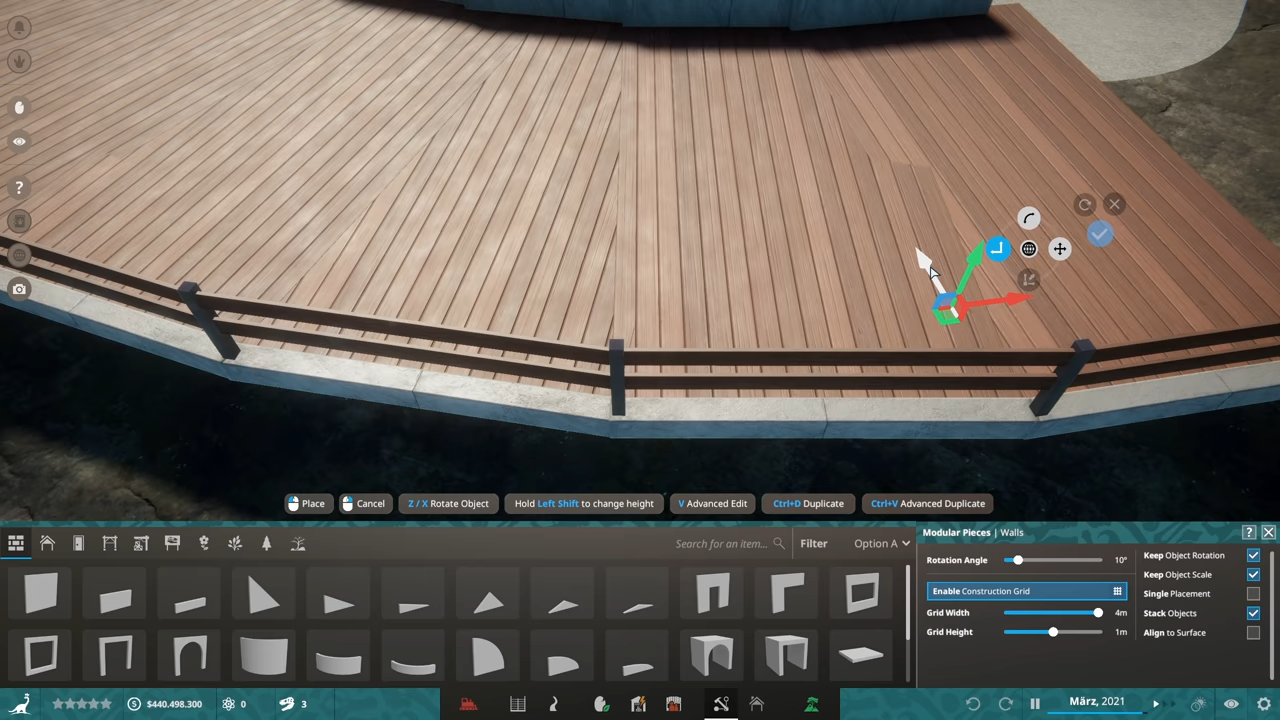 Place
Cancel
Z / X Rotate Object
Hold Left Shift to change height
V Advanced Edit
Ctrl+D Duplicate
Ctrl+V Advanced Duplicate
Search for an item...
Filter
Option A
Modular Pieces | Walls
?
Rotation Angle
10°
Enable Construction Grid
Grid Width
4m
Grid Height
1m
Keep Object Rotation
Keep Object Scale
Single Placement
Stack Objects
Align to Surface
?
$440.498.300
0
3
März, 2021